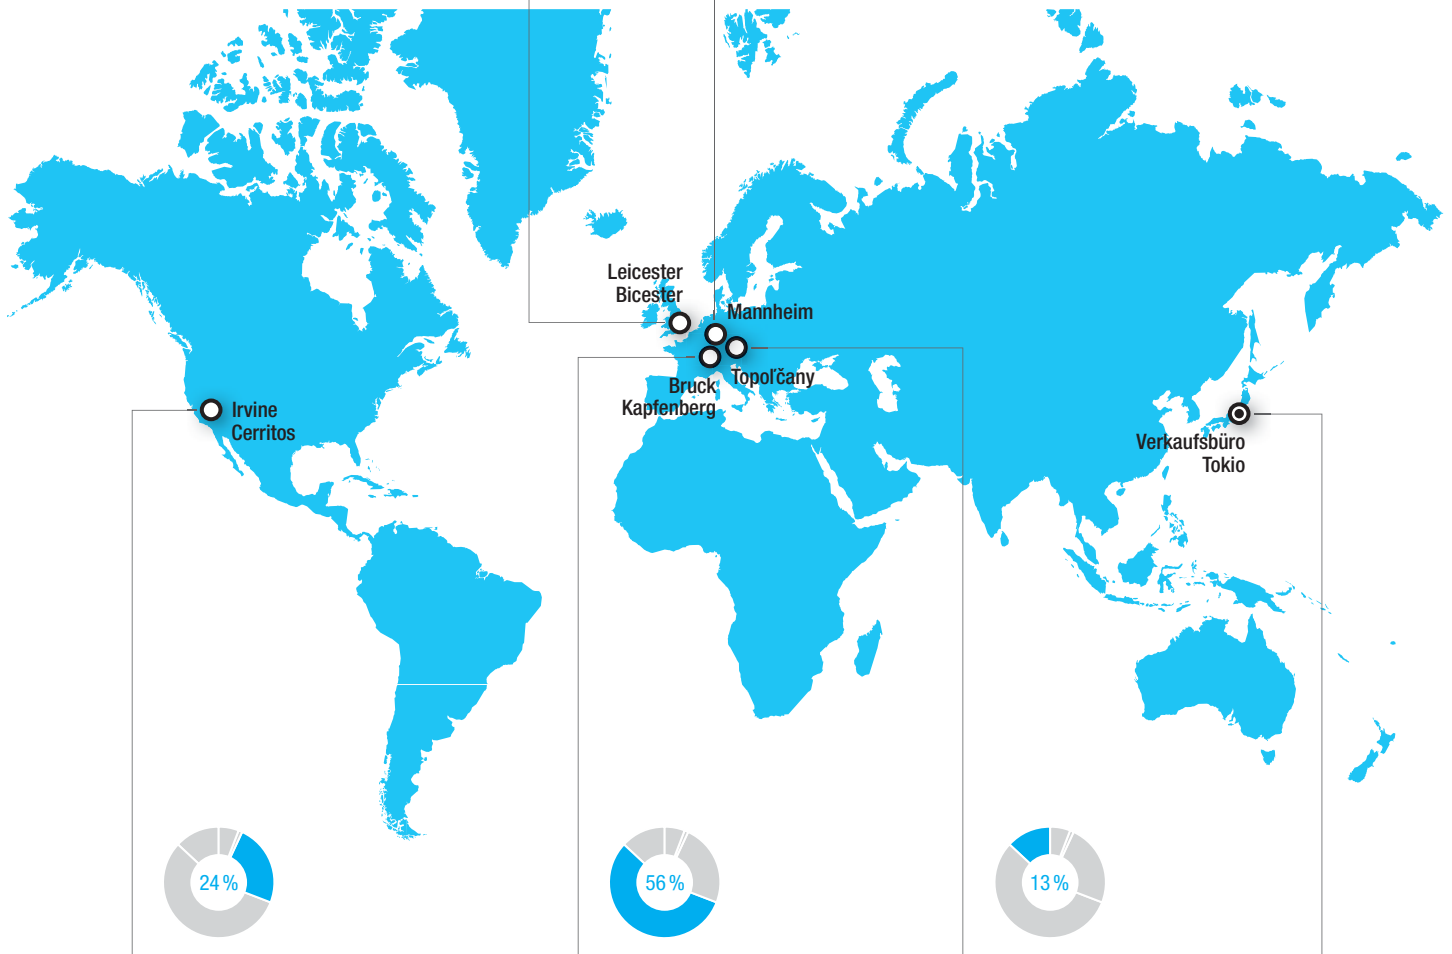 Leicester
Bicester
Mannheim
Topoľčany
Bruck
Kapfenberg
Irvine
Cerritos
Verkaufsbüro
Tokio
24 %
56 %
13 %